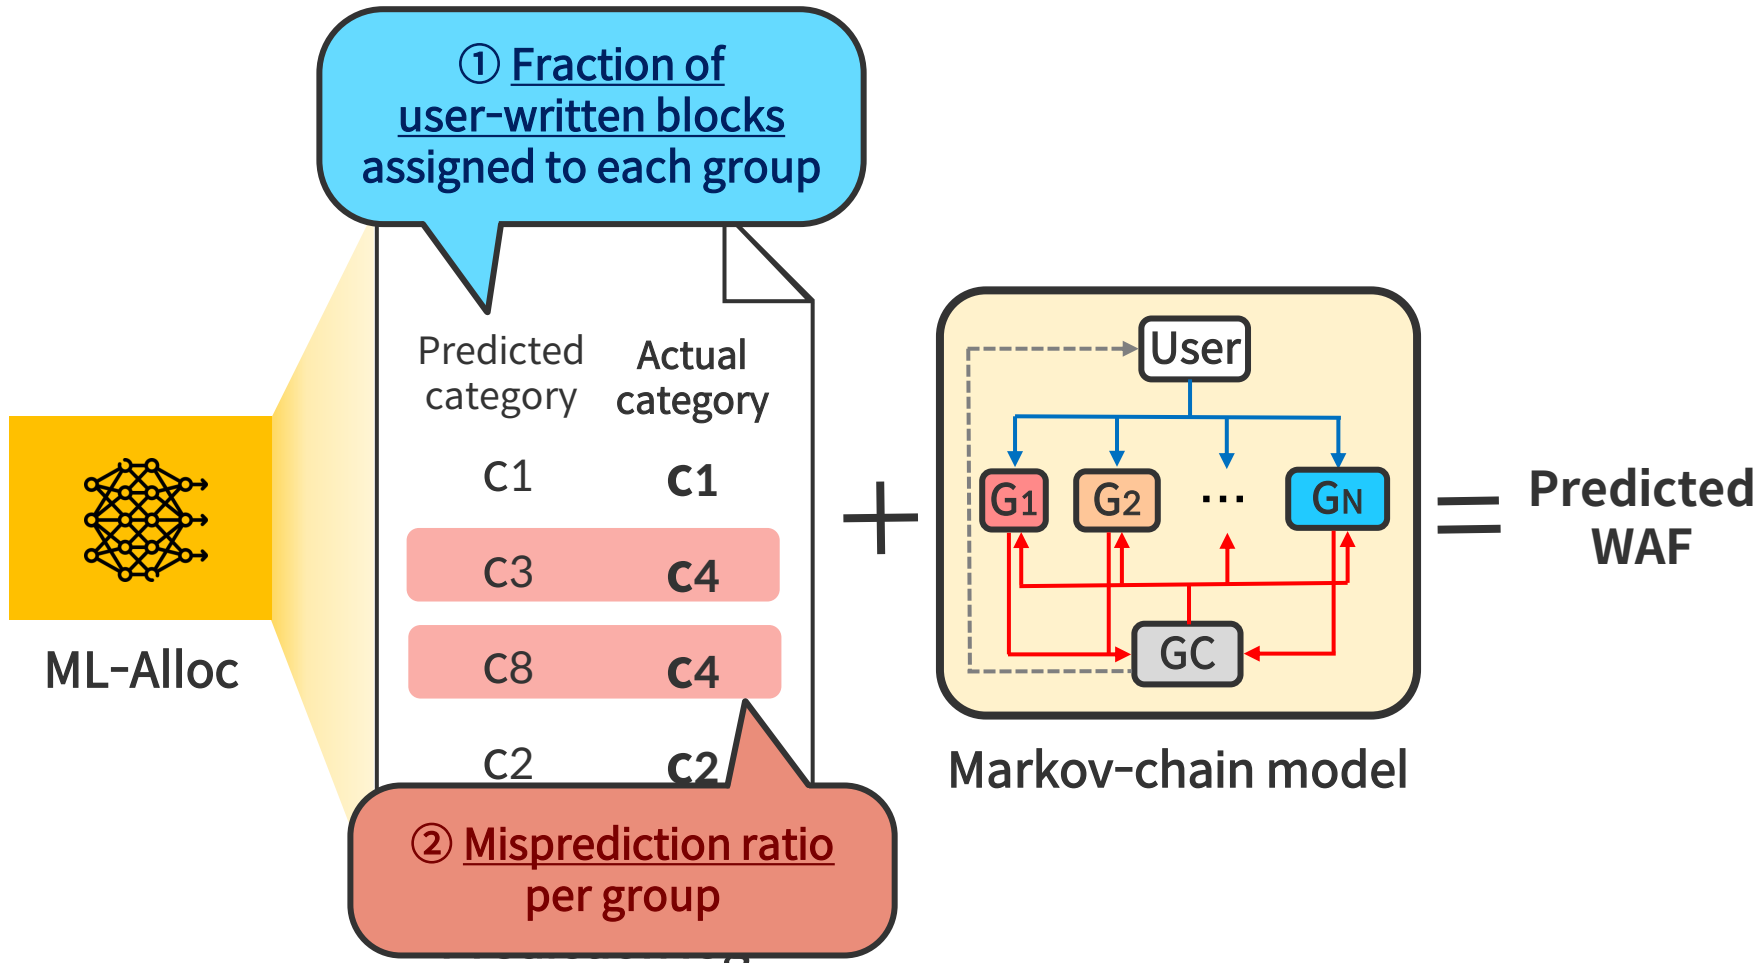 ① Fraction of
user-written blocks
assigned to each group
Predicted
category
Actual
category
C1
C1
C3
C4
C8
C4
C2
C2
② Misprediction ratio
per group
ML-Alloc
User
G1
G2
...
GN
GC
Markov-chain model
Predicted
WAF